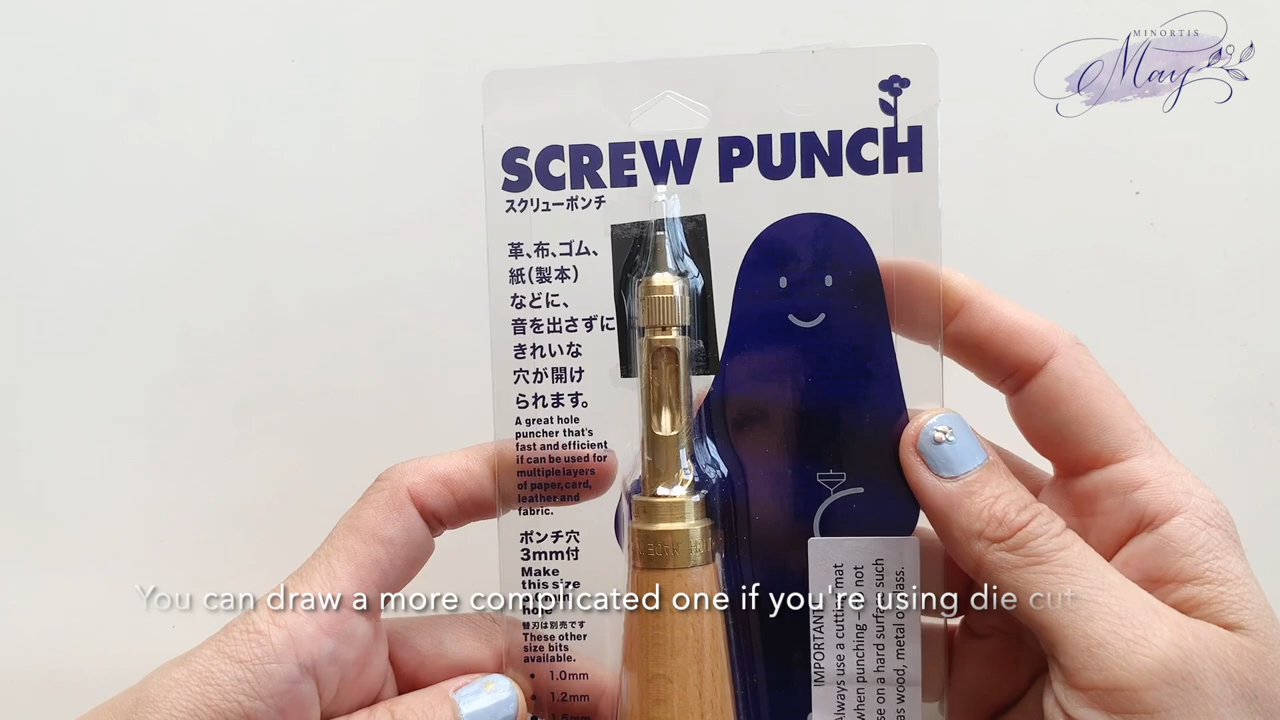 MINORTIS
May
SCREW PUNCH
スクリューポンチ
革、布、ゴム、
紙(製本)
などに、
音を出さずに
きれいな
穴が開け
られます。
A great hole
puncher that's
fast and efficient
if can be used for
multiple layers
of paper, card,
leather and
fabric.
ポンチ穴
3mm付
Make
this size
hole
替刃は別売です
These other
size bits
available.
• 1.0mm
• 1.2mm
• 1.5mm
You can draw a more complicated one if you're using die cut
IMPORTANT!
Always use a cutting mat
when punching – not
on a hard surface such
as wood, metal glass.